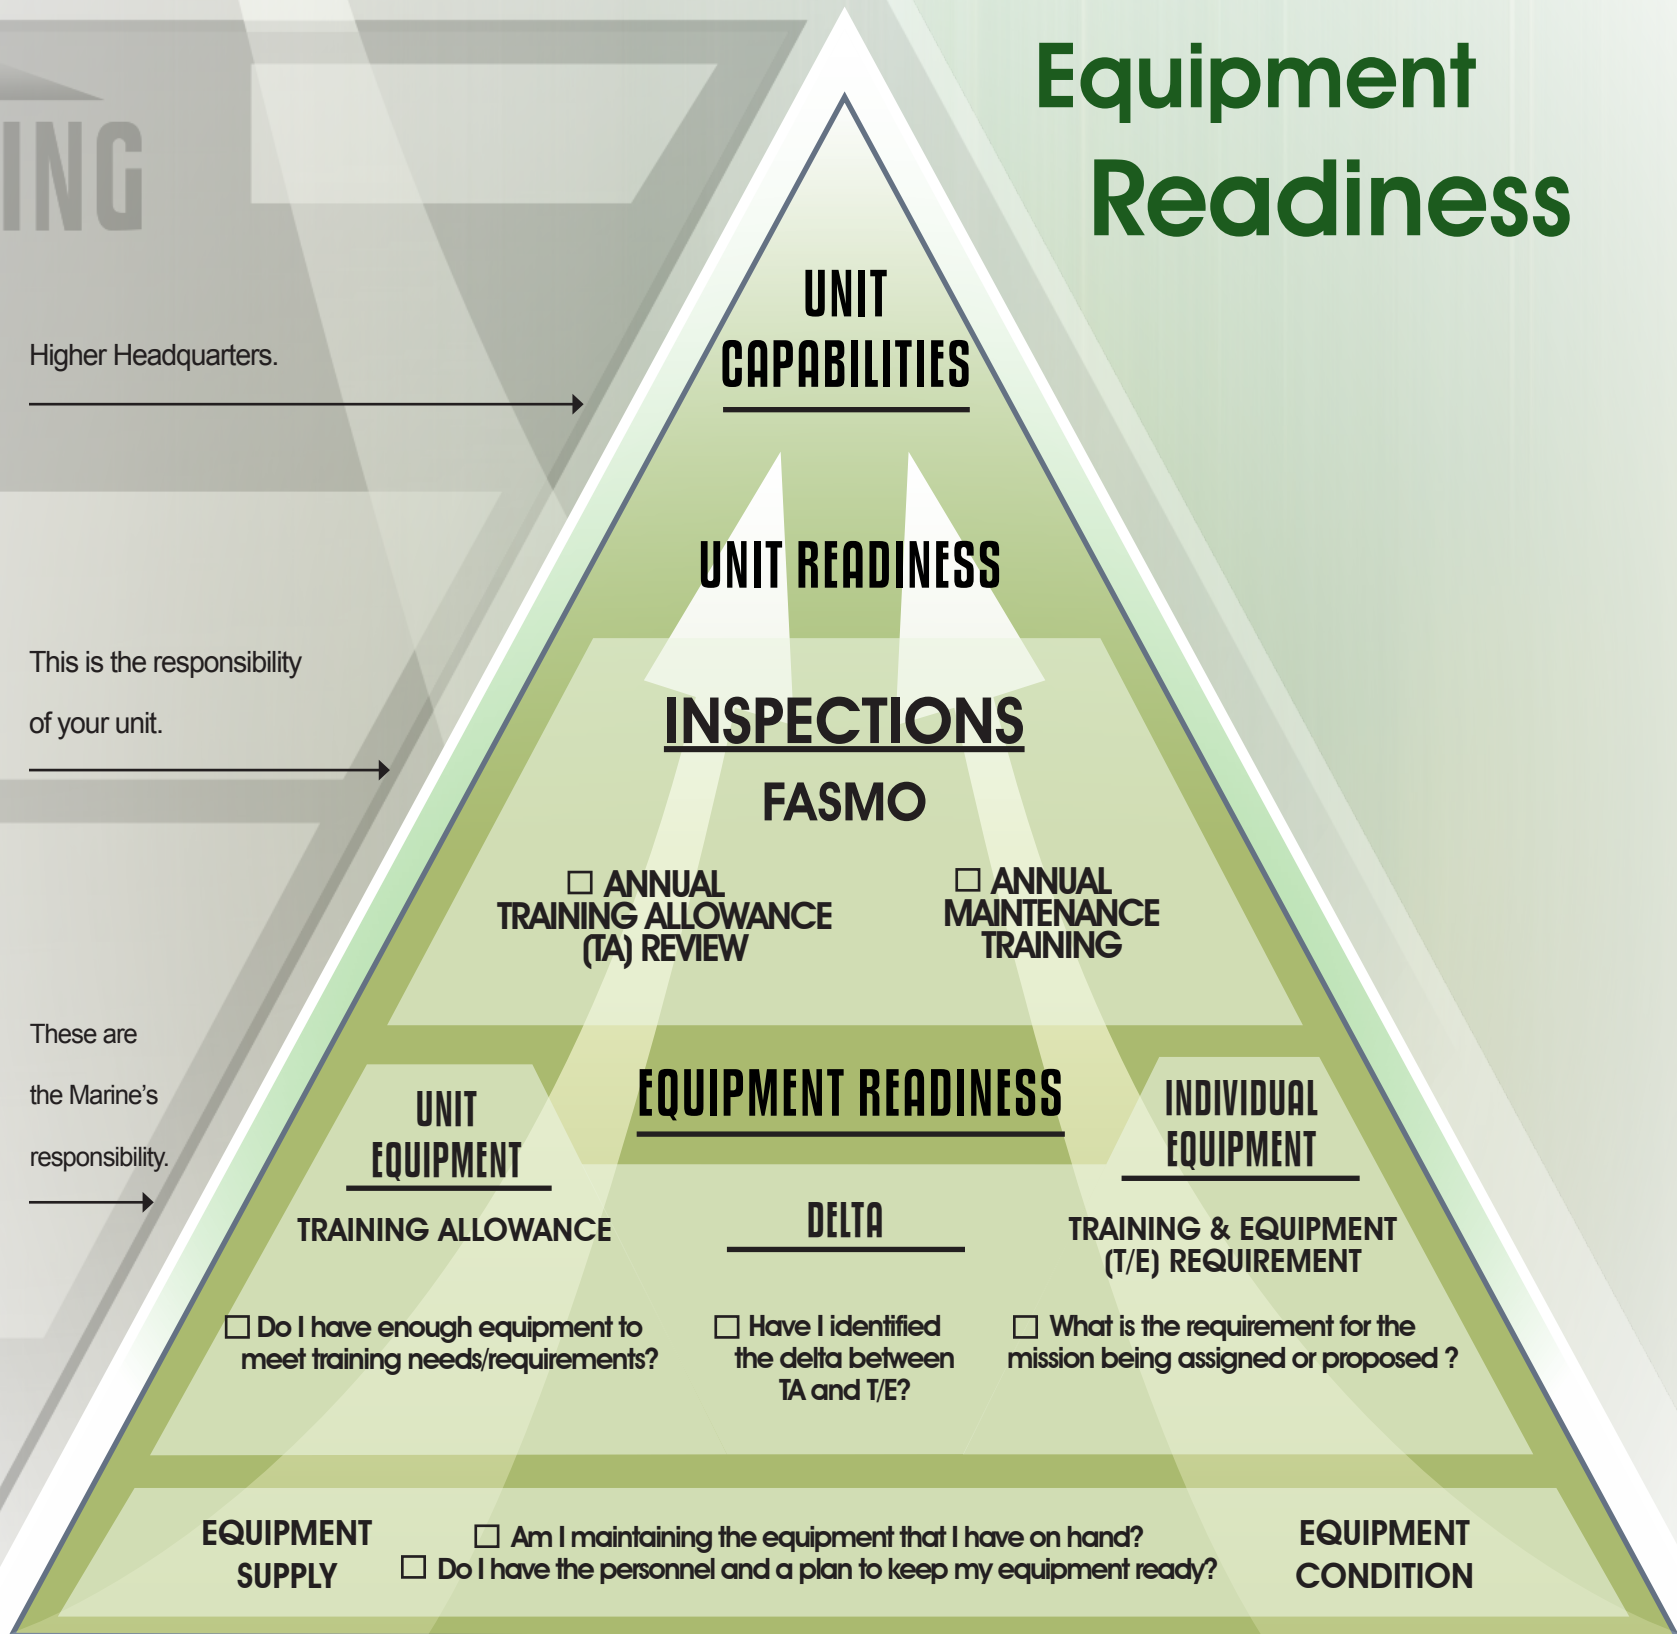 Equipment
Readiness
ING
UNIT
CAPABILITIES
Higher Headquarters.
UNIT READINESS
This is the responsibility
of your unit.
INSPECTIONS
FASMO
ANNUAL
TRAINING ALLOWANCE
(TA) REVIEW
ANNUAL
MAINTENANCE
TRAINING
These are
the Marine's
responsibility.
EQUIPMENT READINESS
UNIT
EQUIPMENT
TRAINING ALLOWANCE
Do I have enough equipment to
meet training needs/requirements?
DELTA
Have I identified
the delta between
TA and T/E?
INDIVIDUAL
EQUIPMENT
TRAINING & EQUIPMENT
(T/E) REQUIREMENT
What is the requirement for the
mission being assigned or proposed ?
EQUIPMENT
SUPPLY
Am I maintaining the equipment that I have on hand?
Do I have the personnel and a plan to keep my equipment ready?
EQUIPMENT
CONDITION